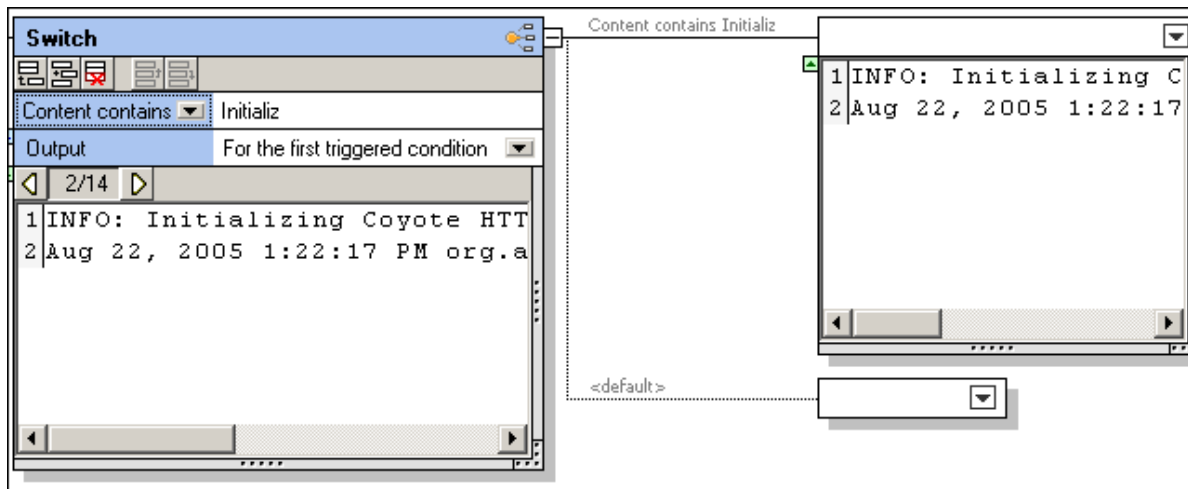 Switch
Content contains Initializ
Output For the first triggered condition
2/14
1 INFO: Initializing Coyote HTT
2 Aug 22, 2005 1:22:17 PM org.a
Content contains Initializ
1 INFO: Initializing C
2 Aug 22, 2005 1:22:17
<default>